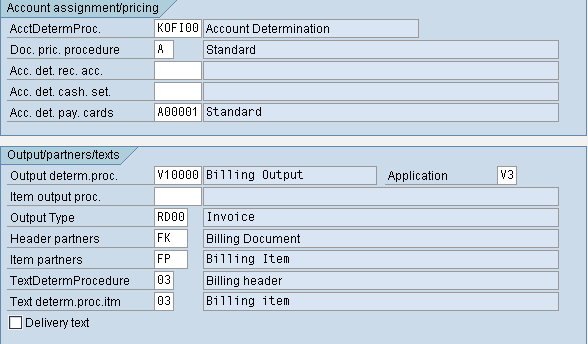 Account assignment/pricing
AcctDetermProc. KOFI00 Account Determination
Doc. pric. procedure A Standard
Acc. det. rec. acc.
Acc. det. cash. set.
Acc. det. pay. cards A00001 Standard
Output/partners/texts
Output determ.proc. V10000 Billing Output Application V3
Item output proc.
Output Type RD00 Invoice
Header partners FK Billing Document
Item partners FP Billing Item
TextDetermProcedure 03 Billing header
Text determ.proc.itm 03 Billing item
Delivery text